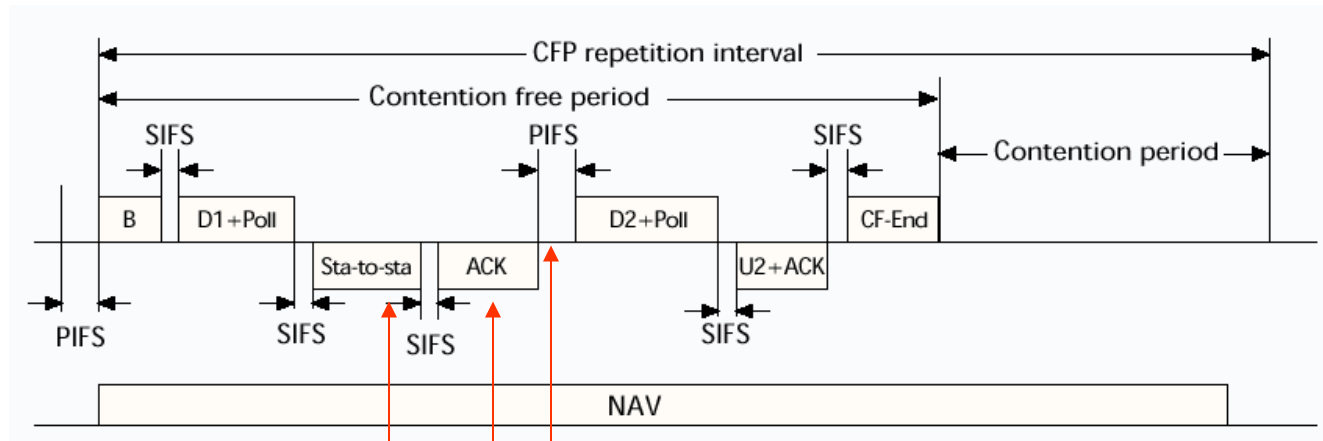 CFP repetition interval
Contention free period
SIFS
PIFS
SIFS
Contention period
B
D1+Poll
D2+Poll
CF-End
Sta-to-sta
ACK
U2+ACK
PIFS
SIFS
SIFS
SIFS
NAV